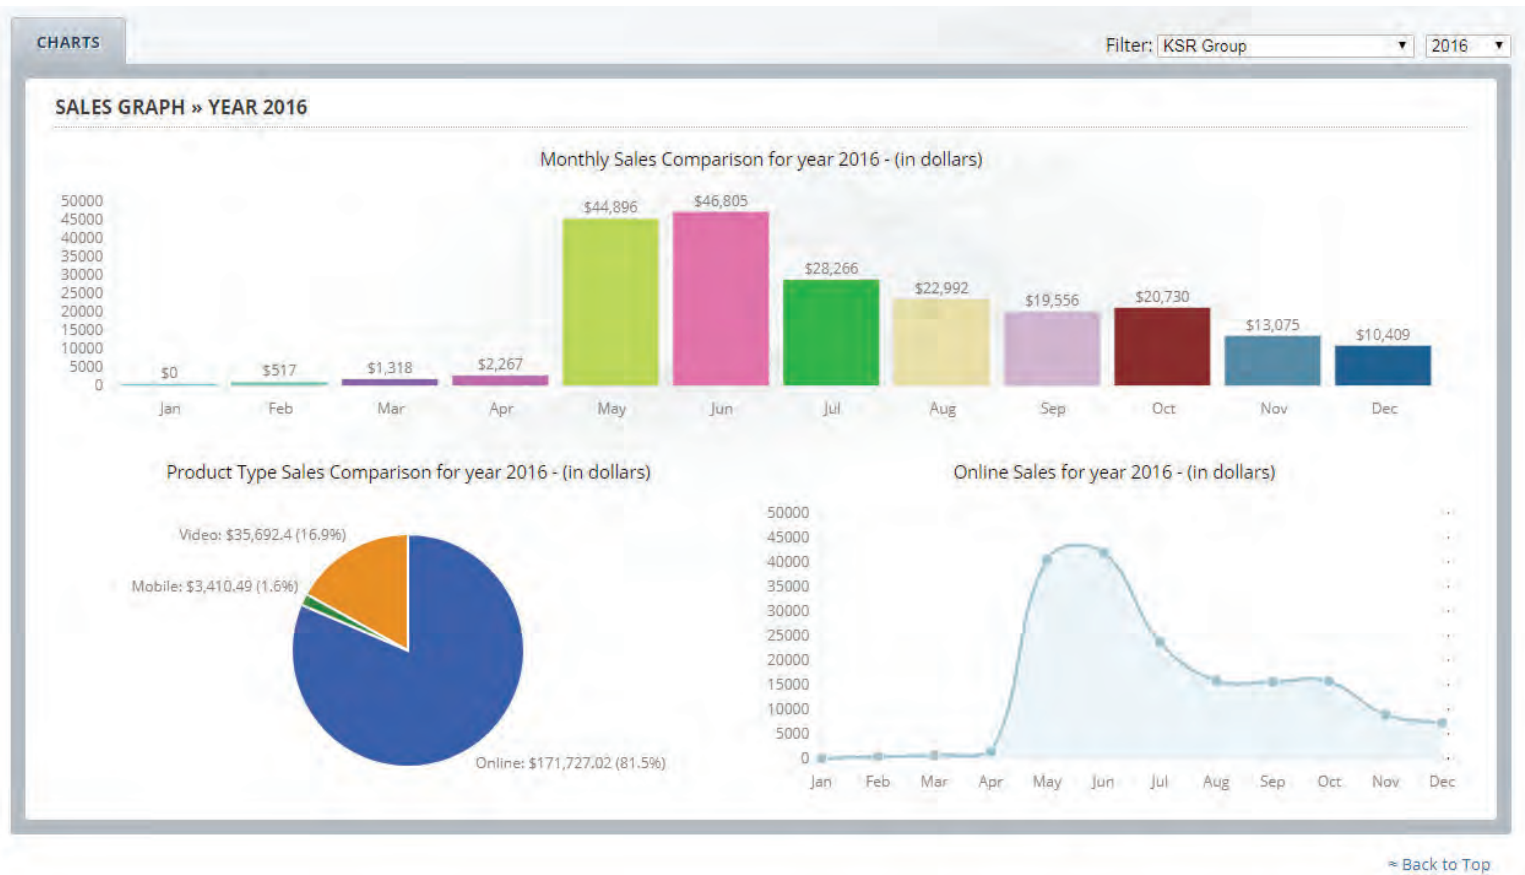 CHARTS
Filter: KSR Group 2016
SALES GRAPH » YEAR 2016
Monthly Sales Comparison for year 2016 - (in dollars)
50000
45000
40000
35000
30000
25000
20000
15000
10000
5000
0
$0
$517
$1,318
$2,267
$44,896
$46,805
$28,266
$22,992
$19,556
$20,730
$13,075
$10,409
Jan Feb Mar Apr May Jun Jul Aug Sep Oct Nov Dec
Product Type Sales Comparison for year 2016 - (in dollars)
Video: $35,692.4 (16.9%)
Mobile: $3,410.49 (1.6%)
Online: $171,727.02 (81.5%)
Online Sales for year 2016 - (in dollars)
50000
45000
40000
35000
30000
25000
20000
15000
10000
5000
0
Jan Feb Mar Apr May Jun Jul Aug Sep Oct Nov Dec
≈ Back to Top